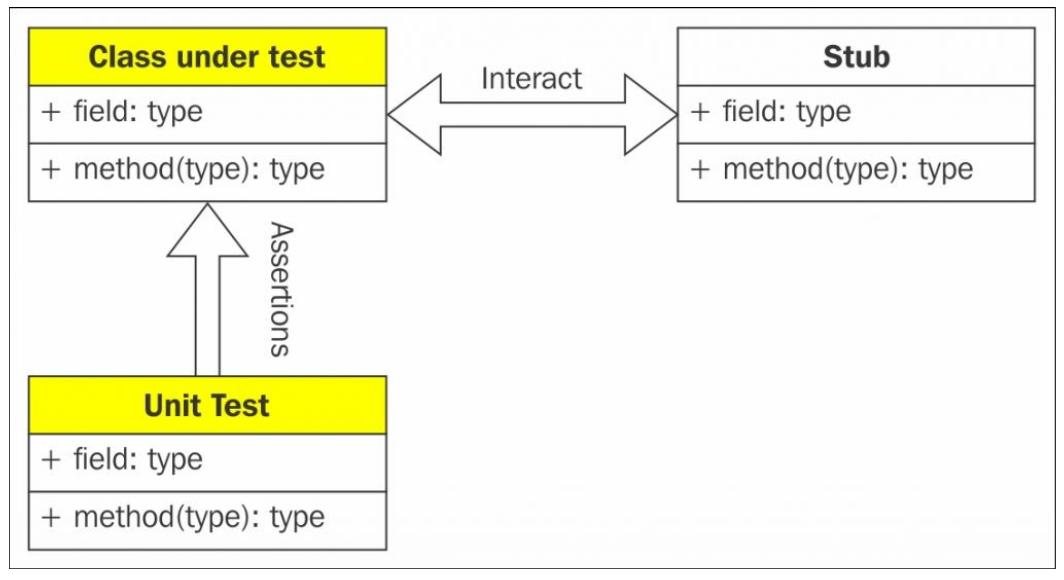 Class under test
+ field: type
+ method(type): type
Interact
Stub
+ field: type
+ method(type): type
Assertions
Unit Test
+ field: type
+ method(type): type